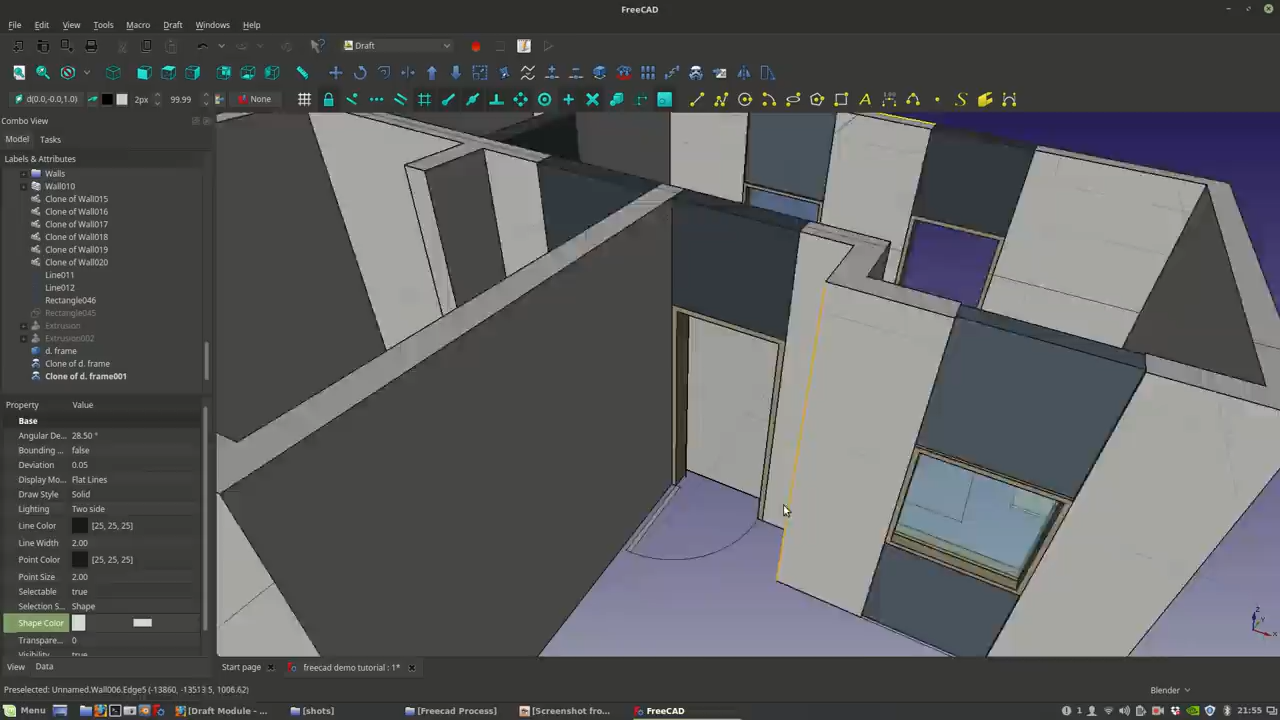 FreeCAD
File Edit View Tools Macro Draft Windows Help
Draft
d(0.0,-0.0,1.0) 2px 99.99 None
Combo View
Model Tasks
Labels & Attributes
Walls
Wall010
Clone of Wall015
Clone of Wall016
Clone of Wall017
Clone of Wall018
Clone of Wall019
Clone of Wall020
Line011
Line012
Rectangle046
Rectangle045
Extrusion
Extrusion002
d. frame
Clone of d. frame
Clone of d. frame001
Property Value
Base
Angular De... 28.50 °
Bounding ... false
Deviation 0.05
Display Mo... Flat Lines
Draw Style Solid
Lighting Two side
Line Color [25, 25, 25]
Line Width 2.00
Point Color [25, 25, 25]
Point Size 2.00
Selectable true
Selection S... Shape
Shape Color
Transpare... 0
Visibility true
View Data
Start page freecad demo tutorial : 1*
Preselected: Unnamed.Wall006.Edge5 (-13860, -13513.5, 1006.62)
Blender
Menu [Draft Module - ... [shots] [FreeCAD Process] [Screenshot fro... FreeCAD 1 21:55